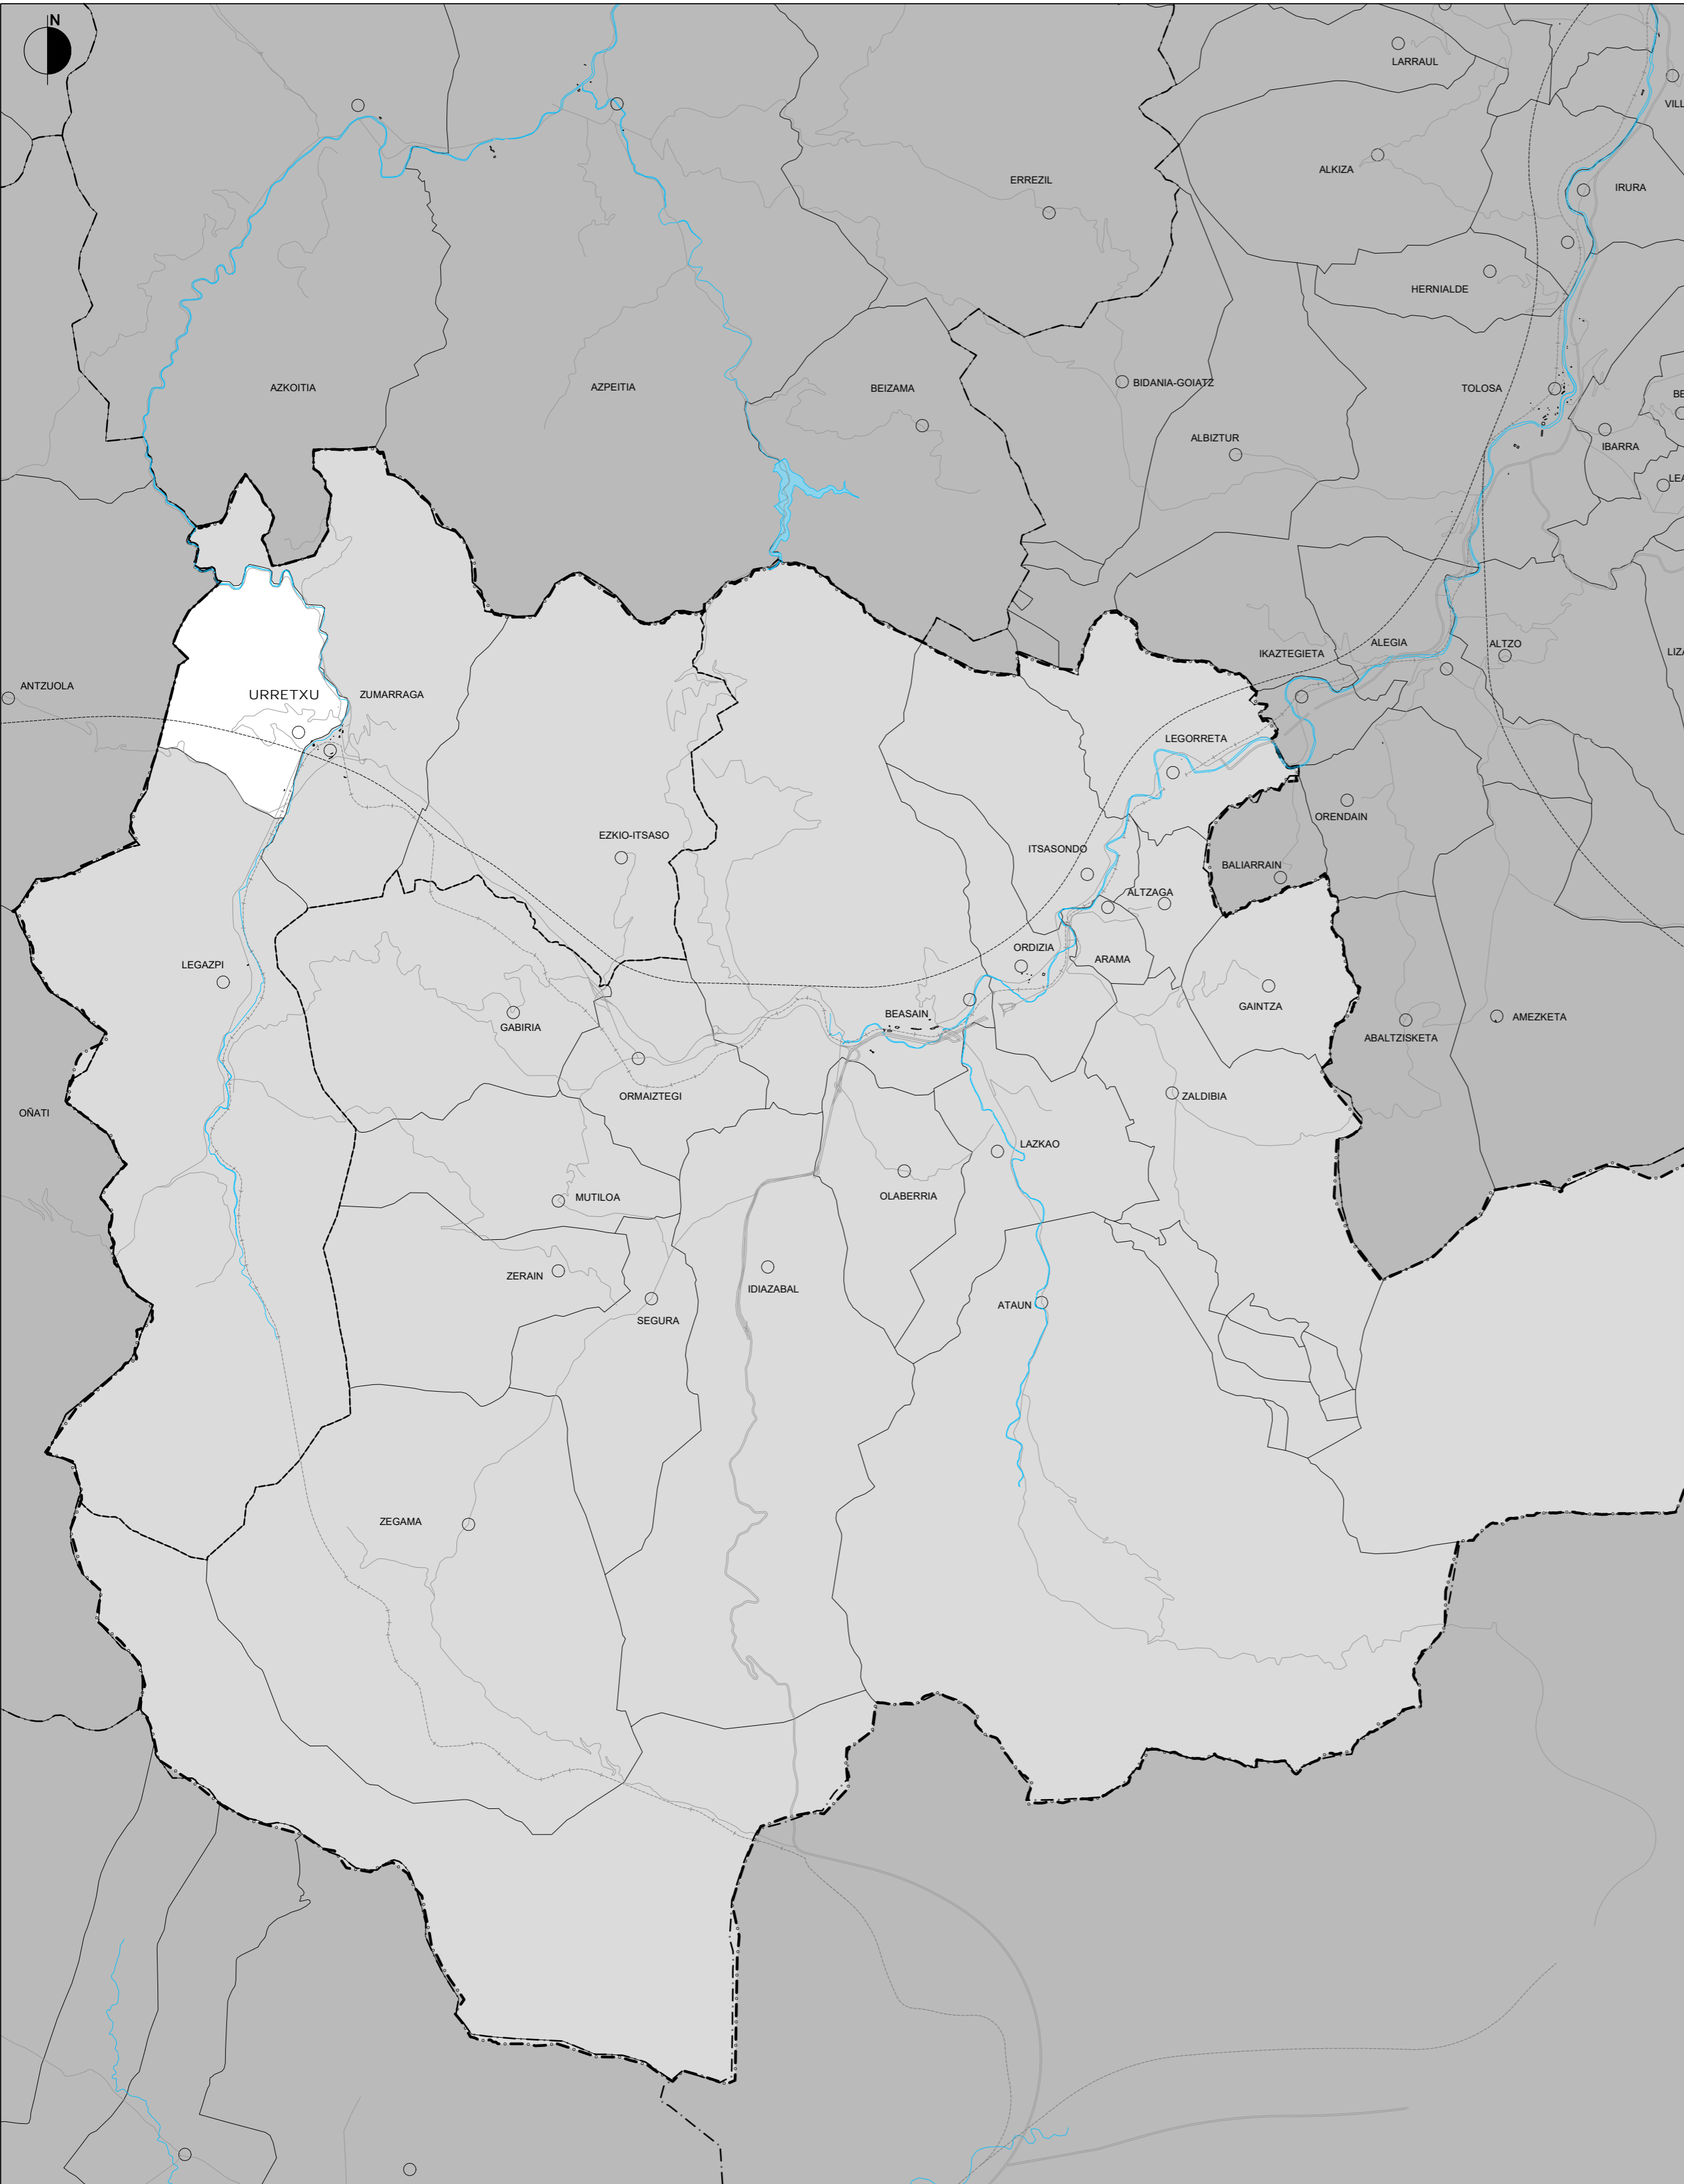 N
LARRAUL
VILL
ALKIZA
ERREZIL
IRURA
HERNIALDE
AZKOITIA
AZPEITIA
BEIZAMA
BIDANIA-GOIATZ
TOLOSA
BE
ALBIZTUR
IBARRA
LEA
IKAZTEGIETA
ALEGIA
ALTZO
LIZA
ANTZUOLA
URRETXU
ZUMARRAGA
LEGORRETA
ORENDAIN
EZKIO-ITSASO
ITSASONDO
BALIARRAIN
ALTZAGA
ORDIZIA
ARAMA
LEGAZPI
GAINTZA
BEASAIN
GABIRIA
AMEZKETA
ABALTZISKETA
ORMAIZTEGI
ZALDIBIA
OÑATI
LAZKAO
MUTILOA
OLABERRIA
ZERAIN
IDIAZABAL
ATAUN
SEGURA
ZEGAMA